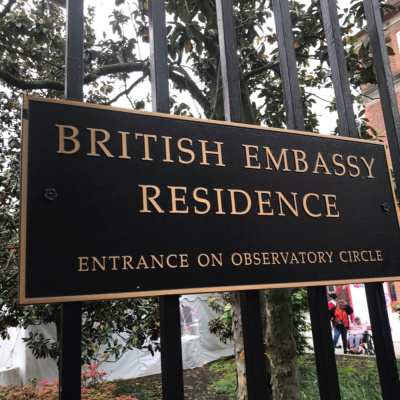 BRITISH EMBASSY
RESIDENCE
ENTRANCE ON OBSERVATORY CIRCLE